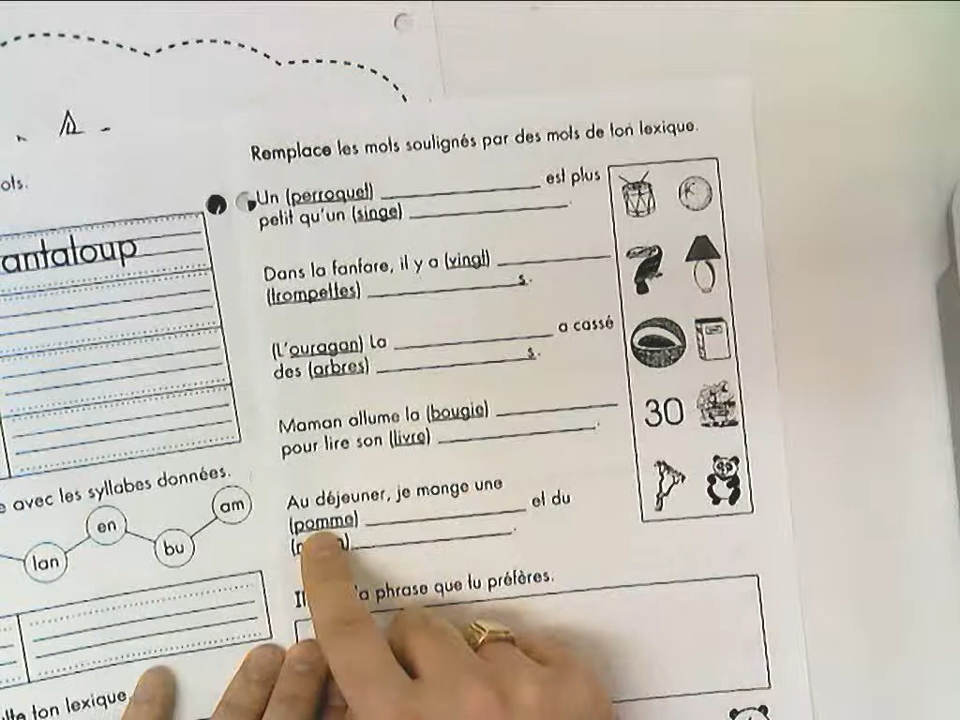 Remplace les mots soulignés par des mots de ton lexique.
ots.
Un (perroquet) est plus
petit qu'un (singe) .
antaloup
Dans la fanfare, il y a (vingt)
(trompettes) s.
(L'ouragan) La a cassé
des (arbres) s.
Maman allume la (bougie)
pour lire son (livre) .
30
e avec les syllabes données.
lan en bu am
Au déjeuner, je mange une
(pomme) et du
.
la phrase que tu préfères.
ton lexique